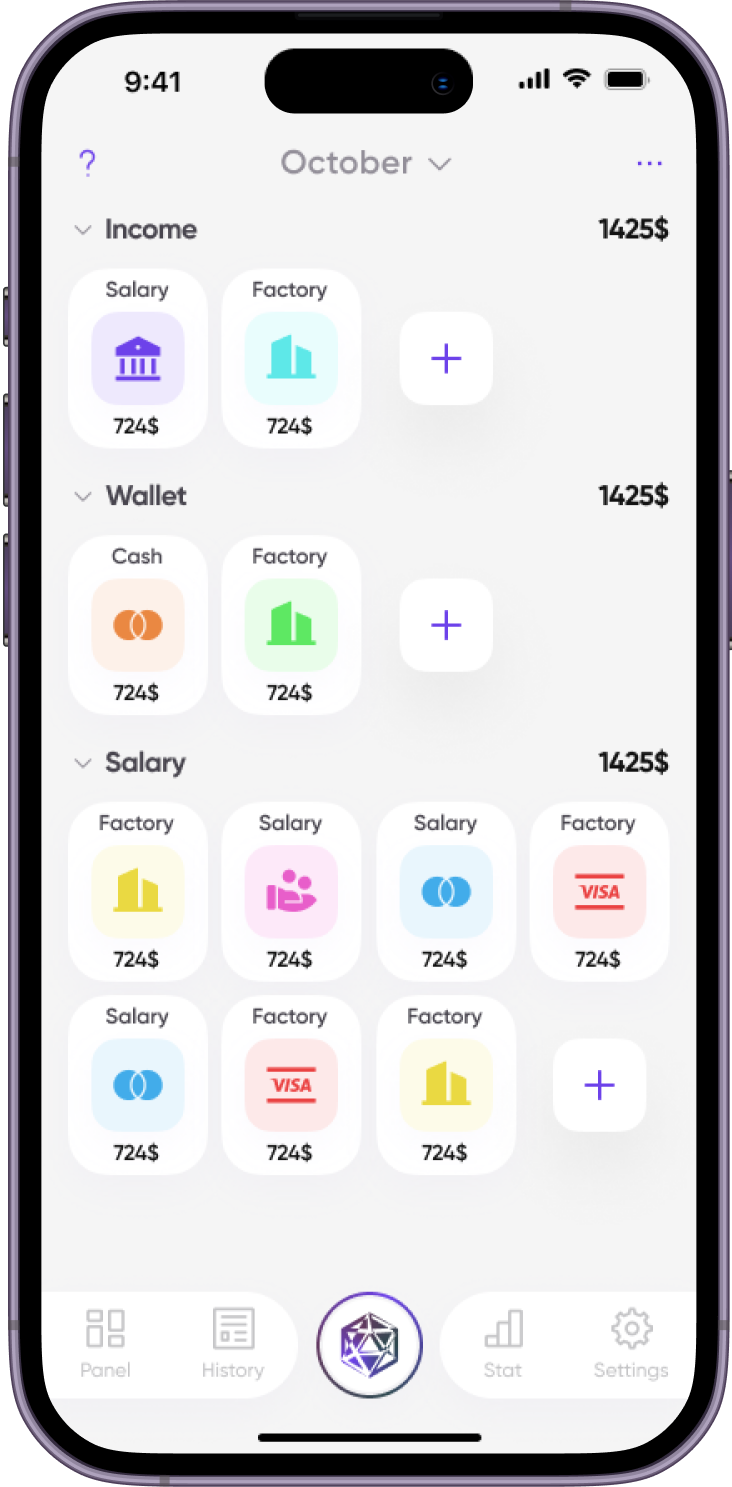 9:41
?
October
...
Income 1425$
Salary Factory
+
724$ 724$
Wallet 1425$
Cash Factory
+
724$ 724$
Salary 1425$
Factory Salary Salary Factory
VISA
724$ 724$ 724$ 724$
Salary Factory Factory
VISA
+
724$ 724$ 724$
Panel History Stat Settings